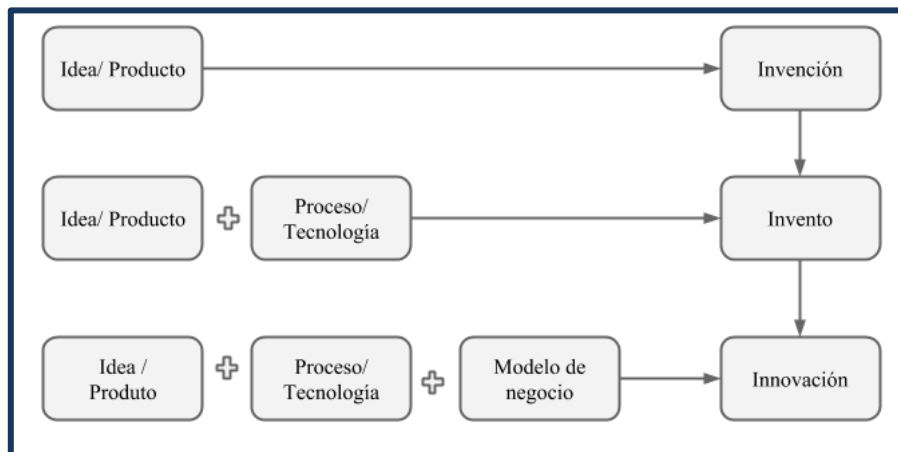 Idea/ Producto
Invención
Idea/ Producto
Proceso/
Tecnología
Invento
Idea /
Produto
Proceso/
Tecnología
Modelo de
negocio
Innovación